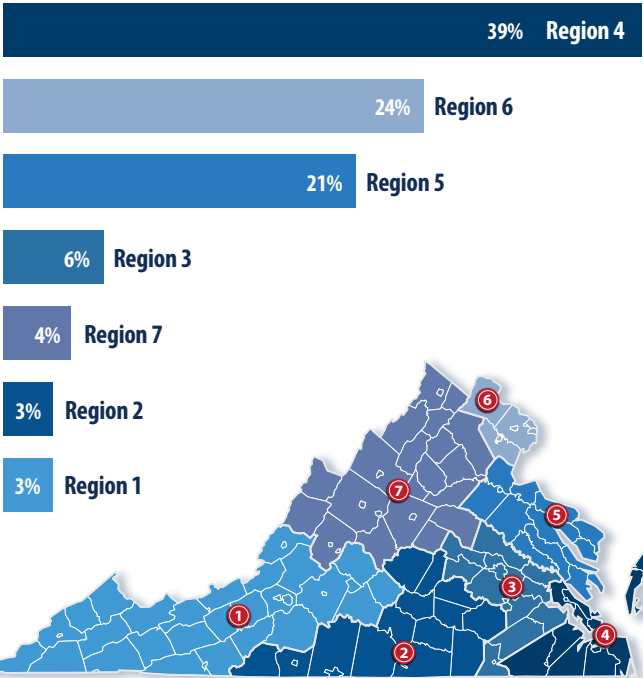 39% Region 4
24% Region 6
21% Region 5
6% Region 3
4% Region 7
3% Region 2
3% Region 1
6
7
5
3
1
4
2